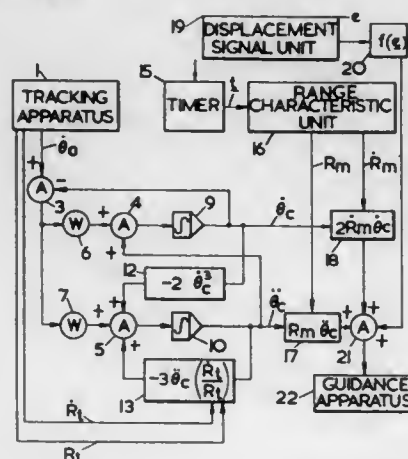 19
DISPLACEMENT
SIGNAL UNIT
e
f(e)
20
1
TRACKING
APPARATUS
15
TIMER
t
RANGE
CHARACTERISTIC
UNIT
16
θ̇a
Rm
Ṙm
+
A
−
3
W
6
+
4
A
+
9
θ̇c
2Ṙm θ̇c
18
12
−2 θ̇c³
7
W
+
+
A
5
+
10
θ̈c
Rm θ̈c
17
+
+
A
+
21
−3θ̈c (Ṙt/Rt)
13
Ṙt
Rt
GUIDANCE
APPARATUS
22